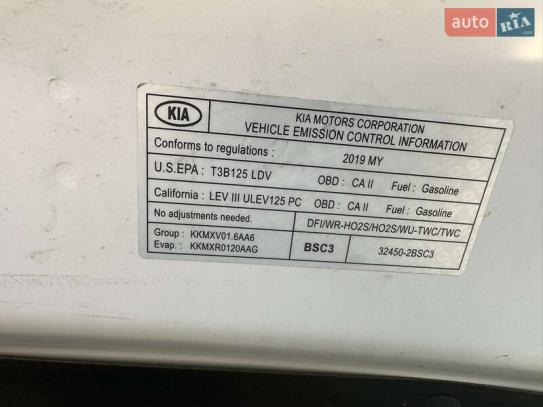 auto RIA
KIA
KIA MOTORS CORPORATION
VEHICLE EMISSION CONTROL INFORMATION
Conforms to regulations : 2019 MY
U.S.EPA : T3B125 LDV OBD : CA II Fuel : Gasoline
California : LEV III ULEV125 PC OBD : CA II Fuel : Gasoline
No adjustments needed. DFI/WR-HO2S/HO2S/WU-TWC/TWC
Group : KKMXV01.6AA6
Evap. : KKMXR0120AAG
BSC3
32450-2BSC3